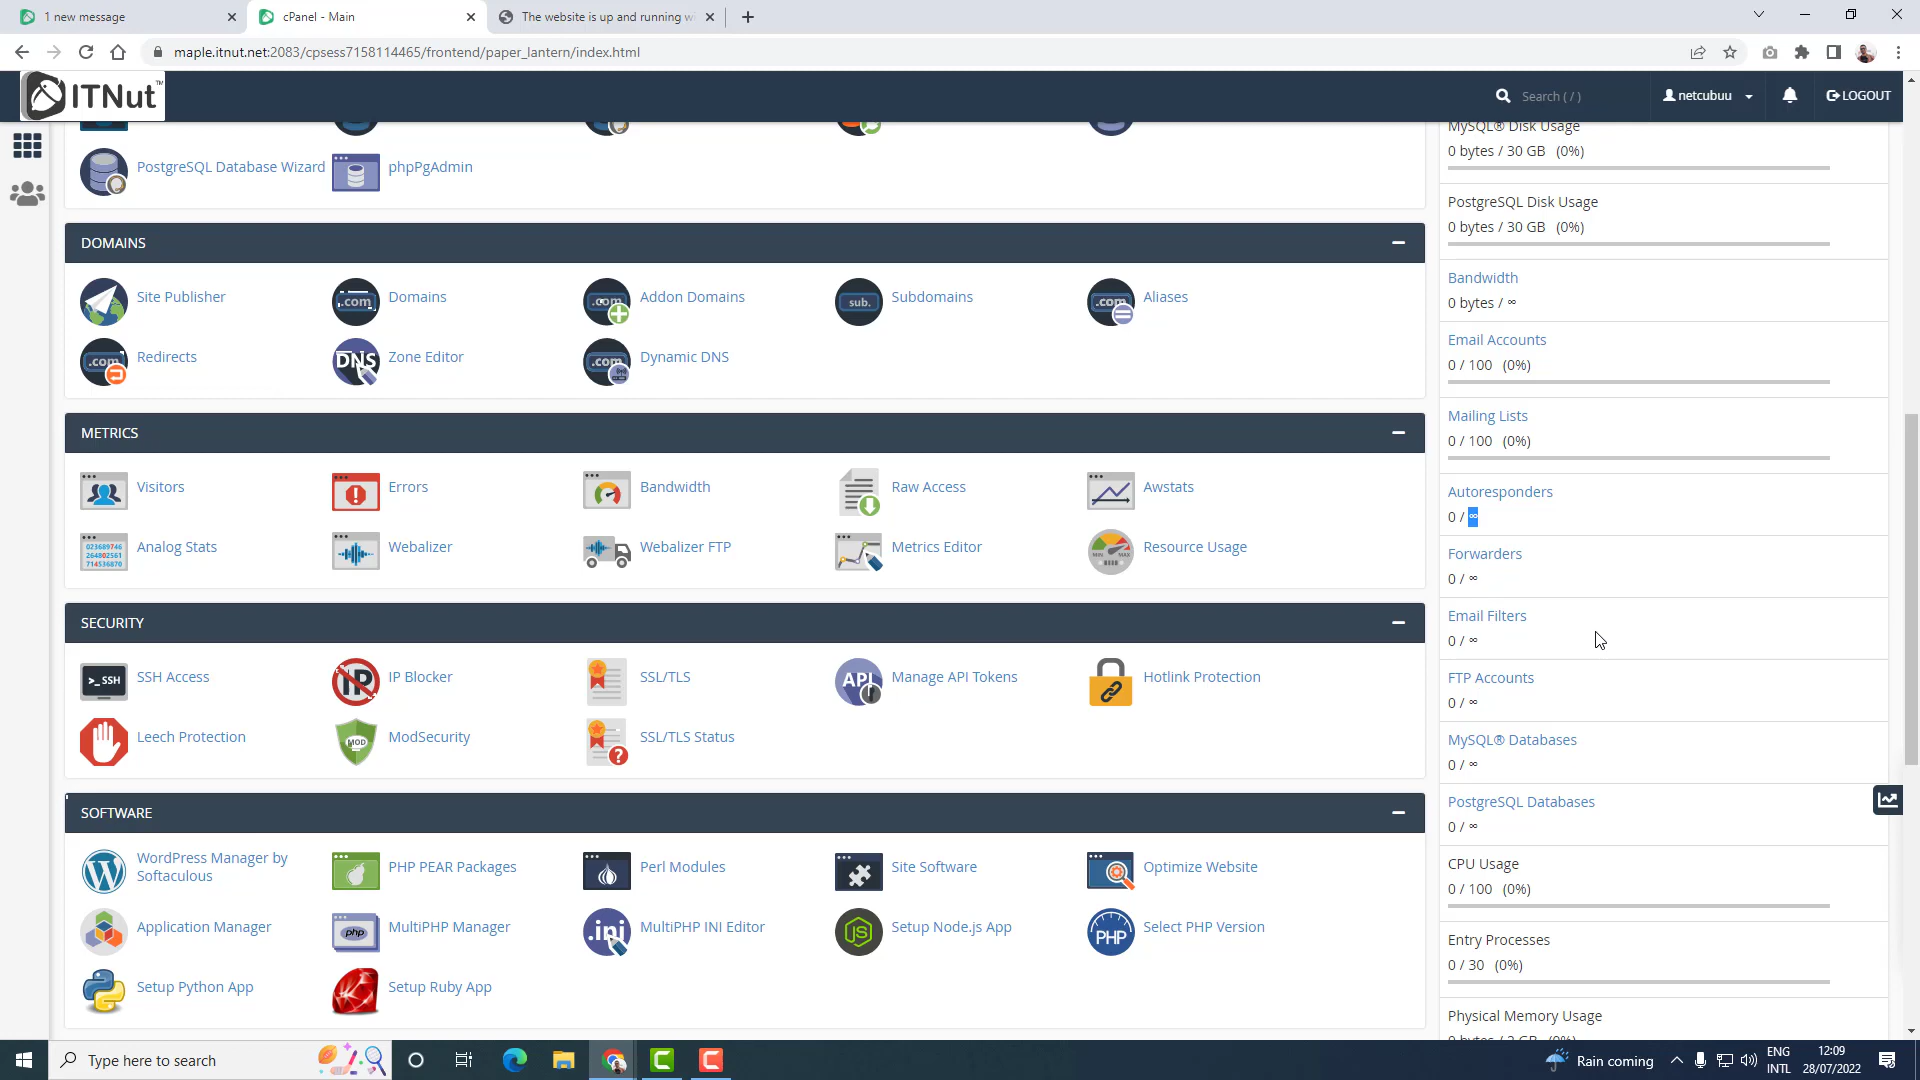 1 new message
cPanel - Main
The website is up and running wi
maple.itnut.net:2083/cpsess7158114465/frontend/paper_lantern/index.html
ITNut™
Search ( / )
netcubuu
LOGOUT
PostgreSQL Database Wizard
phpPgAdmin
DOMAINS
Site Publisher
Domains
Addon Domains
Subdomains
Aliases
Redirects
Zone Editor
Dynamic DNS
METRICS
Visitors
Errors
Bandwidth
Raw Access
Awstats
Analog Stats
Webalizer
Webalizer FTP
Metrics Editor
Resource Usage
SECURITY
SSH Access
IP Blocker
SSL/TLS
Manage API Tokens
Hotlink Protection
Leech Protection
ModSecurity
SSL/TLS Status
SOFTWARE
WordPress Manager by
Softaculous
PHP PEAR Packages
Perl Modules
Site Software
Optimize Website
Application Manager
MultiPHP Manager
MultiPHP INI Editor
Setup Node.js App
Select PHP Version
Setup Python App
Setup Ruby App
MySQL® Disk Usage
0 bytes / 30 GB (0%)
PostgreSQL Disk Usage
0 bytes / 30 GB (0%)
Bandwidth
0 bytes / ∞
Email Accounts
0 / 100 (0%)
Mailing Lists
0 / 100 (0%)
Autoresponders
0 / ∞
Forwarders
0 / ∞
Email Filters
0 / ∞
FTP Accounts
0 / ∞
MySQL® Databases
0 / ∞
PostgreSQL Databases
0 / ∞
CPU Usage
0 / 100 (0%)
Entry Processes
0 / 30 (0%)
Physical Memory Usage
0 bytes / 2 GB (0%)
Type here to search
Rain coming
ENG
INTL
12:09
28/07/2022